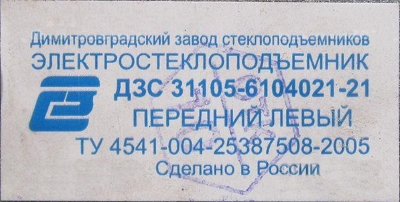 Димитровградский завод стеклоподъемников
ЭЛЕКТРОСТЕКЛОПОДЪЕМНИК
ДЗС 31105-6104021-21
ПЕРЕДНИЙ ЛЕВЫЙ
ТУ 4541-004-25387508-2005
Сделано в России